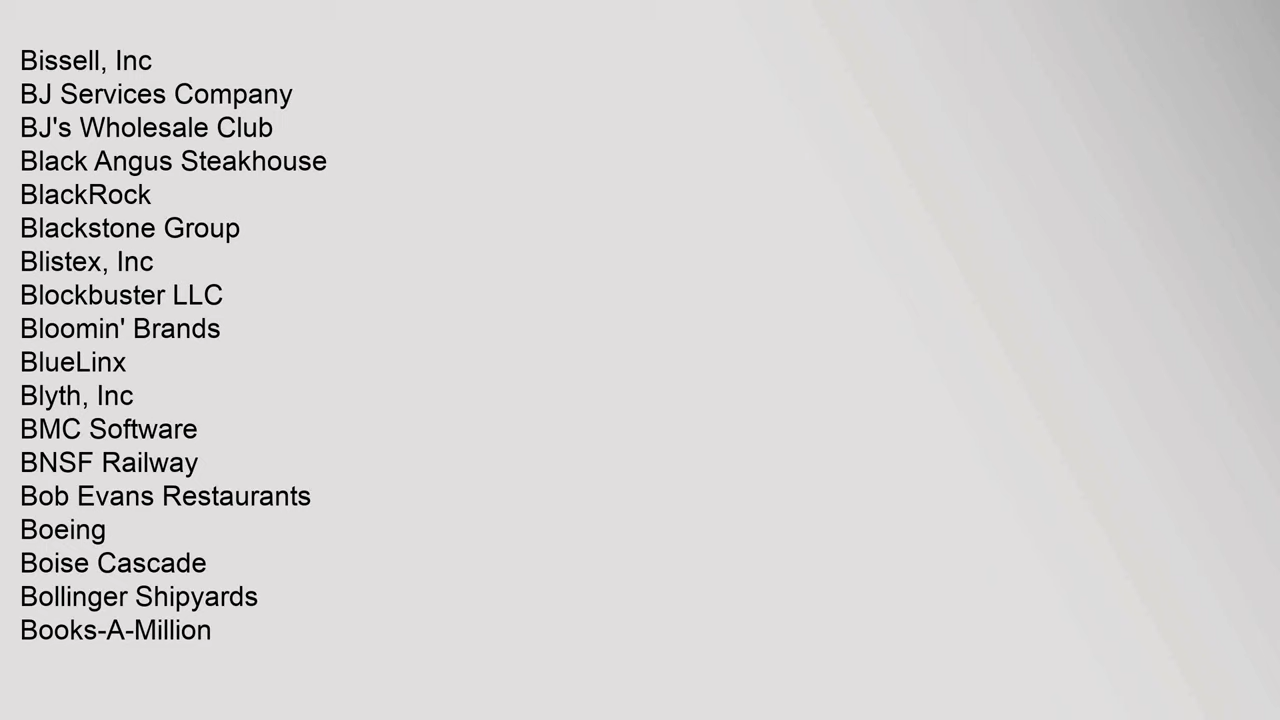 Bissell, Inc
BJ Services Company
BJ's Wholesale Club
Black Angus Steakhouse
BlackRock
Blackstone Group
Blistex, Inc
Blockbuster LLC
Bloomin' Brands
BlueLinx
Blyth, Inc
BMC Software
BNSF Railway
Bob Evans Restaurants
Boeing
Boise Cascade
Bollinger Shipyards
Books-A-Million